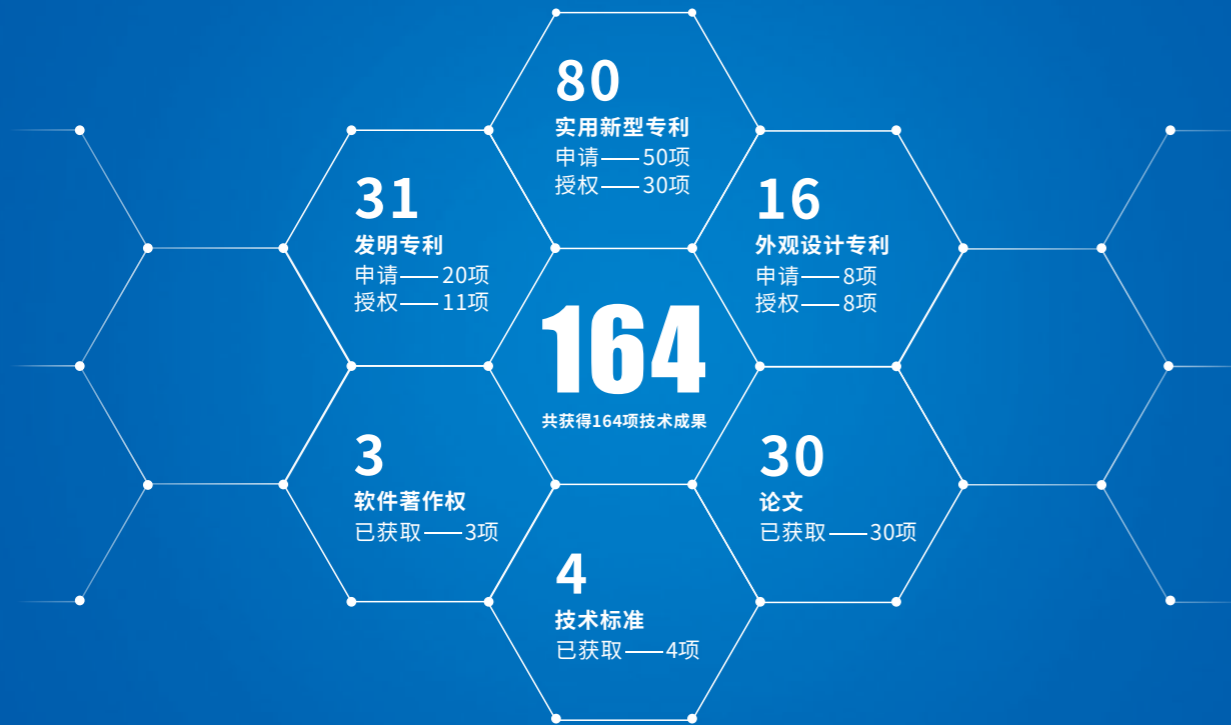 80
实用新型专利
申请——50项
授权——30项
31
发明专利
申请——20项
授权——11项
16
外观设计专利
申请——8项
授权——8项
164
共获得164项技术成果
3
软件著作权
已获取——3项
30
论文
已获取——30项
4
技术标准
已获取——4项